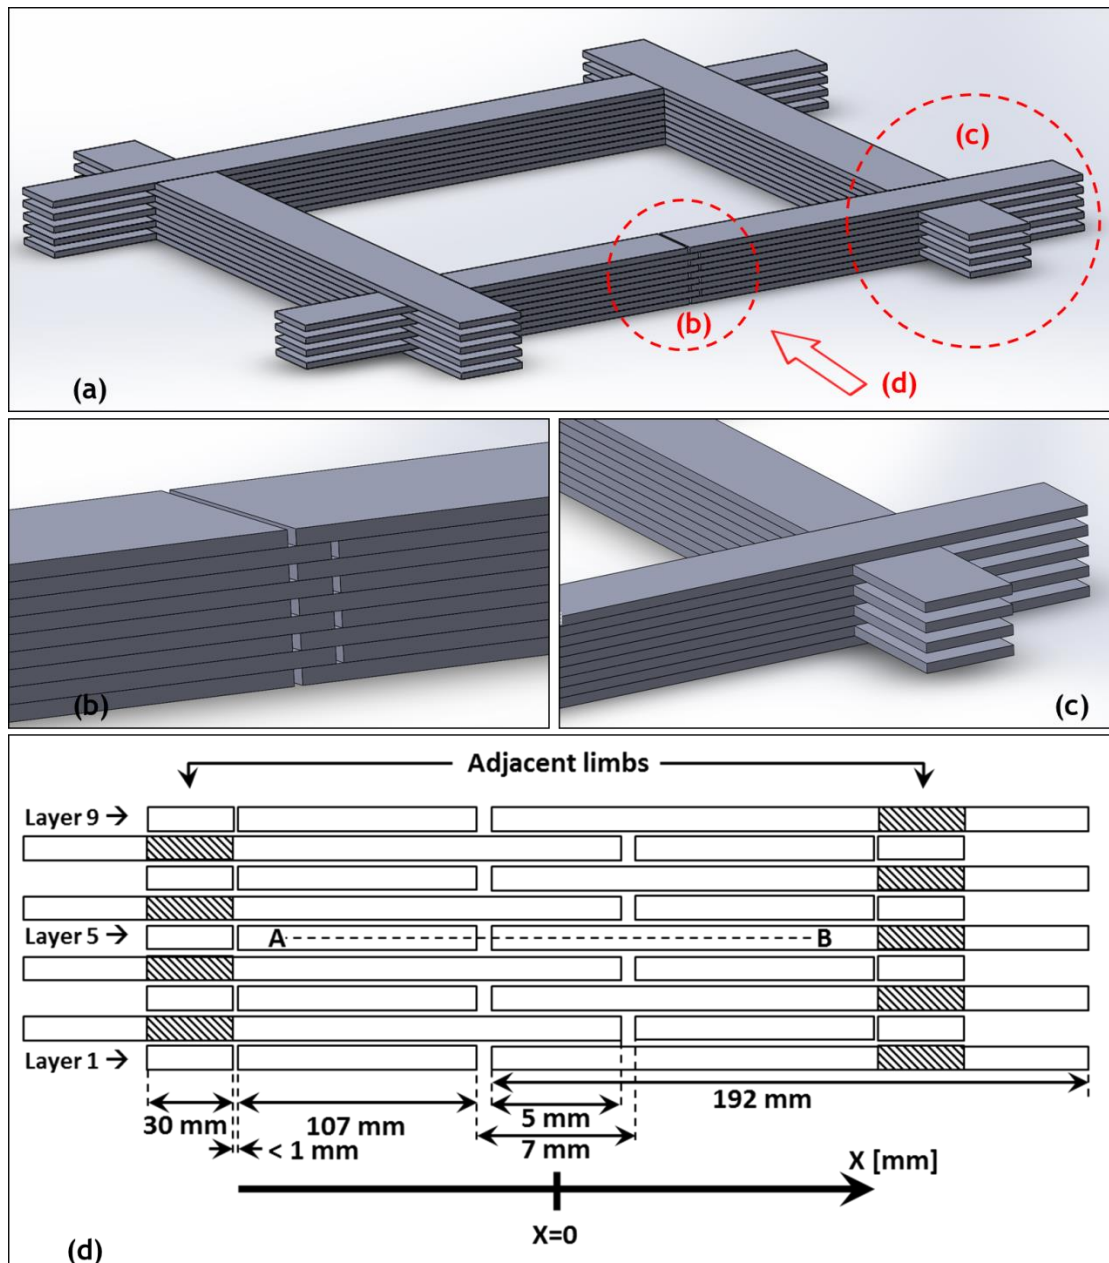 (c)
(b)
(d)
(a)
(b)
(c)
Adjacent limbs
Layer 9 →
Layer 5 →
A
B
Layer 1 →
30 mm
107 mm
5 mm
192 mm
< 1 mm
7 mm
X [mm]
X=0
(d)